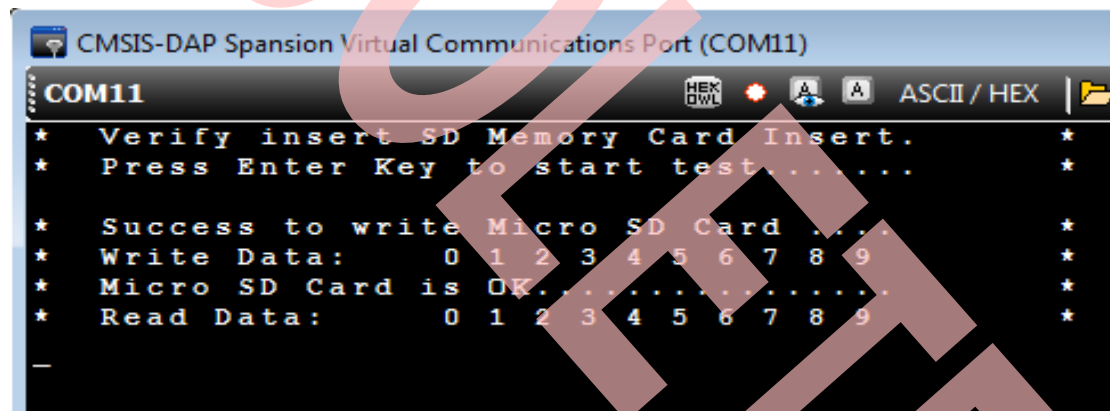 CMSIS-DAP Spansion Virtual Communications Port (COM11)
COM11 HEX OWL A A ASCII / HEX
* Verify insert SD Memory Card Insert. *
* Press Enter Key to start test....... *
* Success to write Micro SD Card .... *
* Write Data: 0 1 2 3 4 5 6 7 8 9 *
* Micro SD Card is OK................ *
* Read Data: 0 1 2 3 4 5 6 7 8 9 *
_